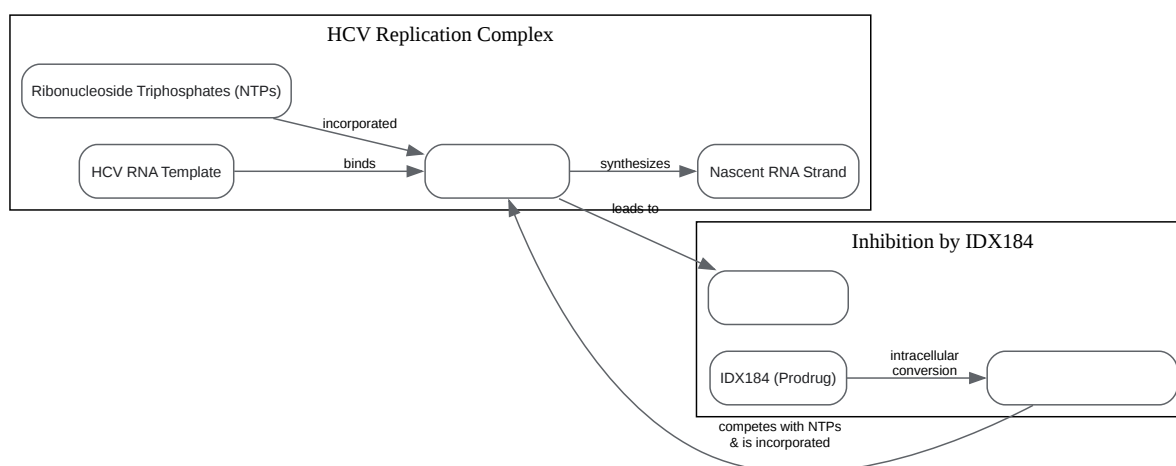 HCV Replication Complex
Ribonucleoside Triphosphates (NTPs)
incorporated
HCV RNA Template
binds
synthesizes
Nascent RNA Strand
leads to
Inhibition by IDX184
IDX184 (Prodrug)
intracellular
conversion
competes with NTPs
& is incorporated